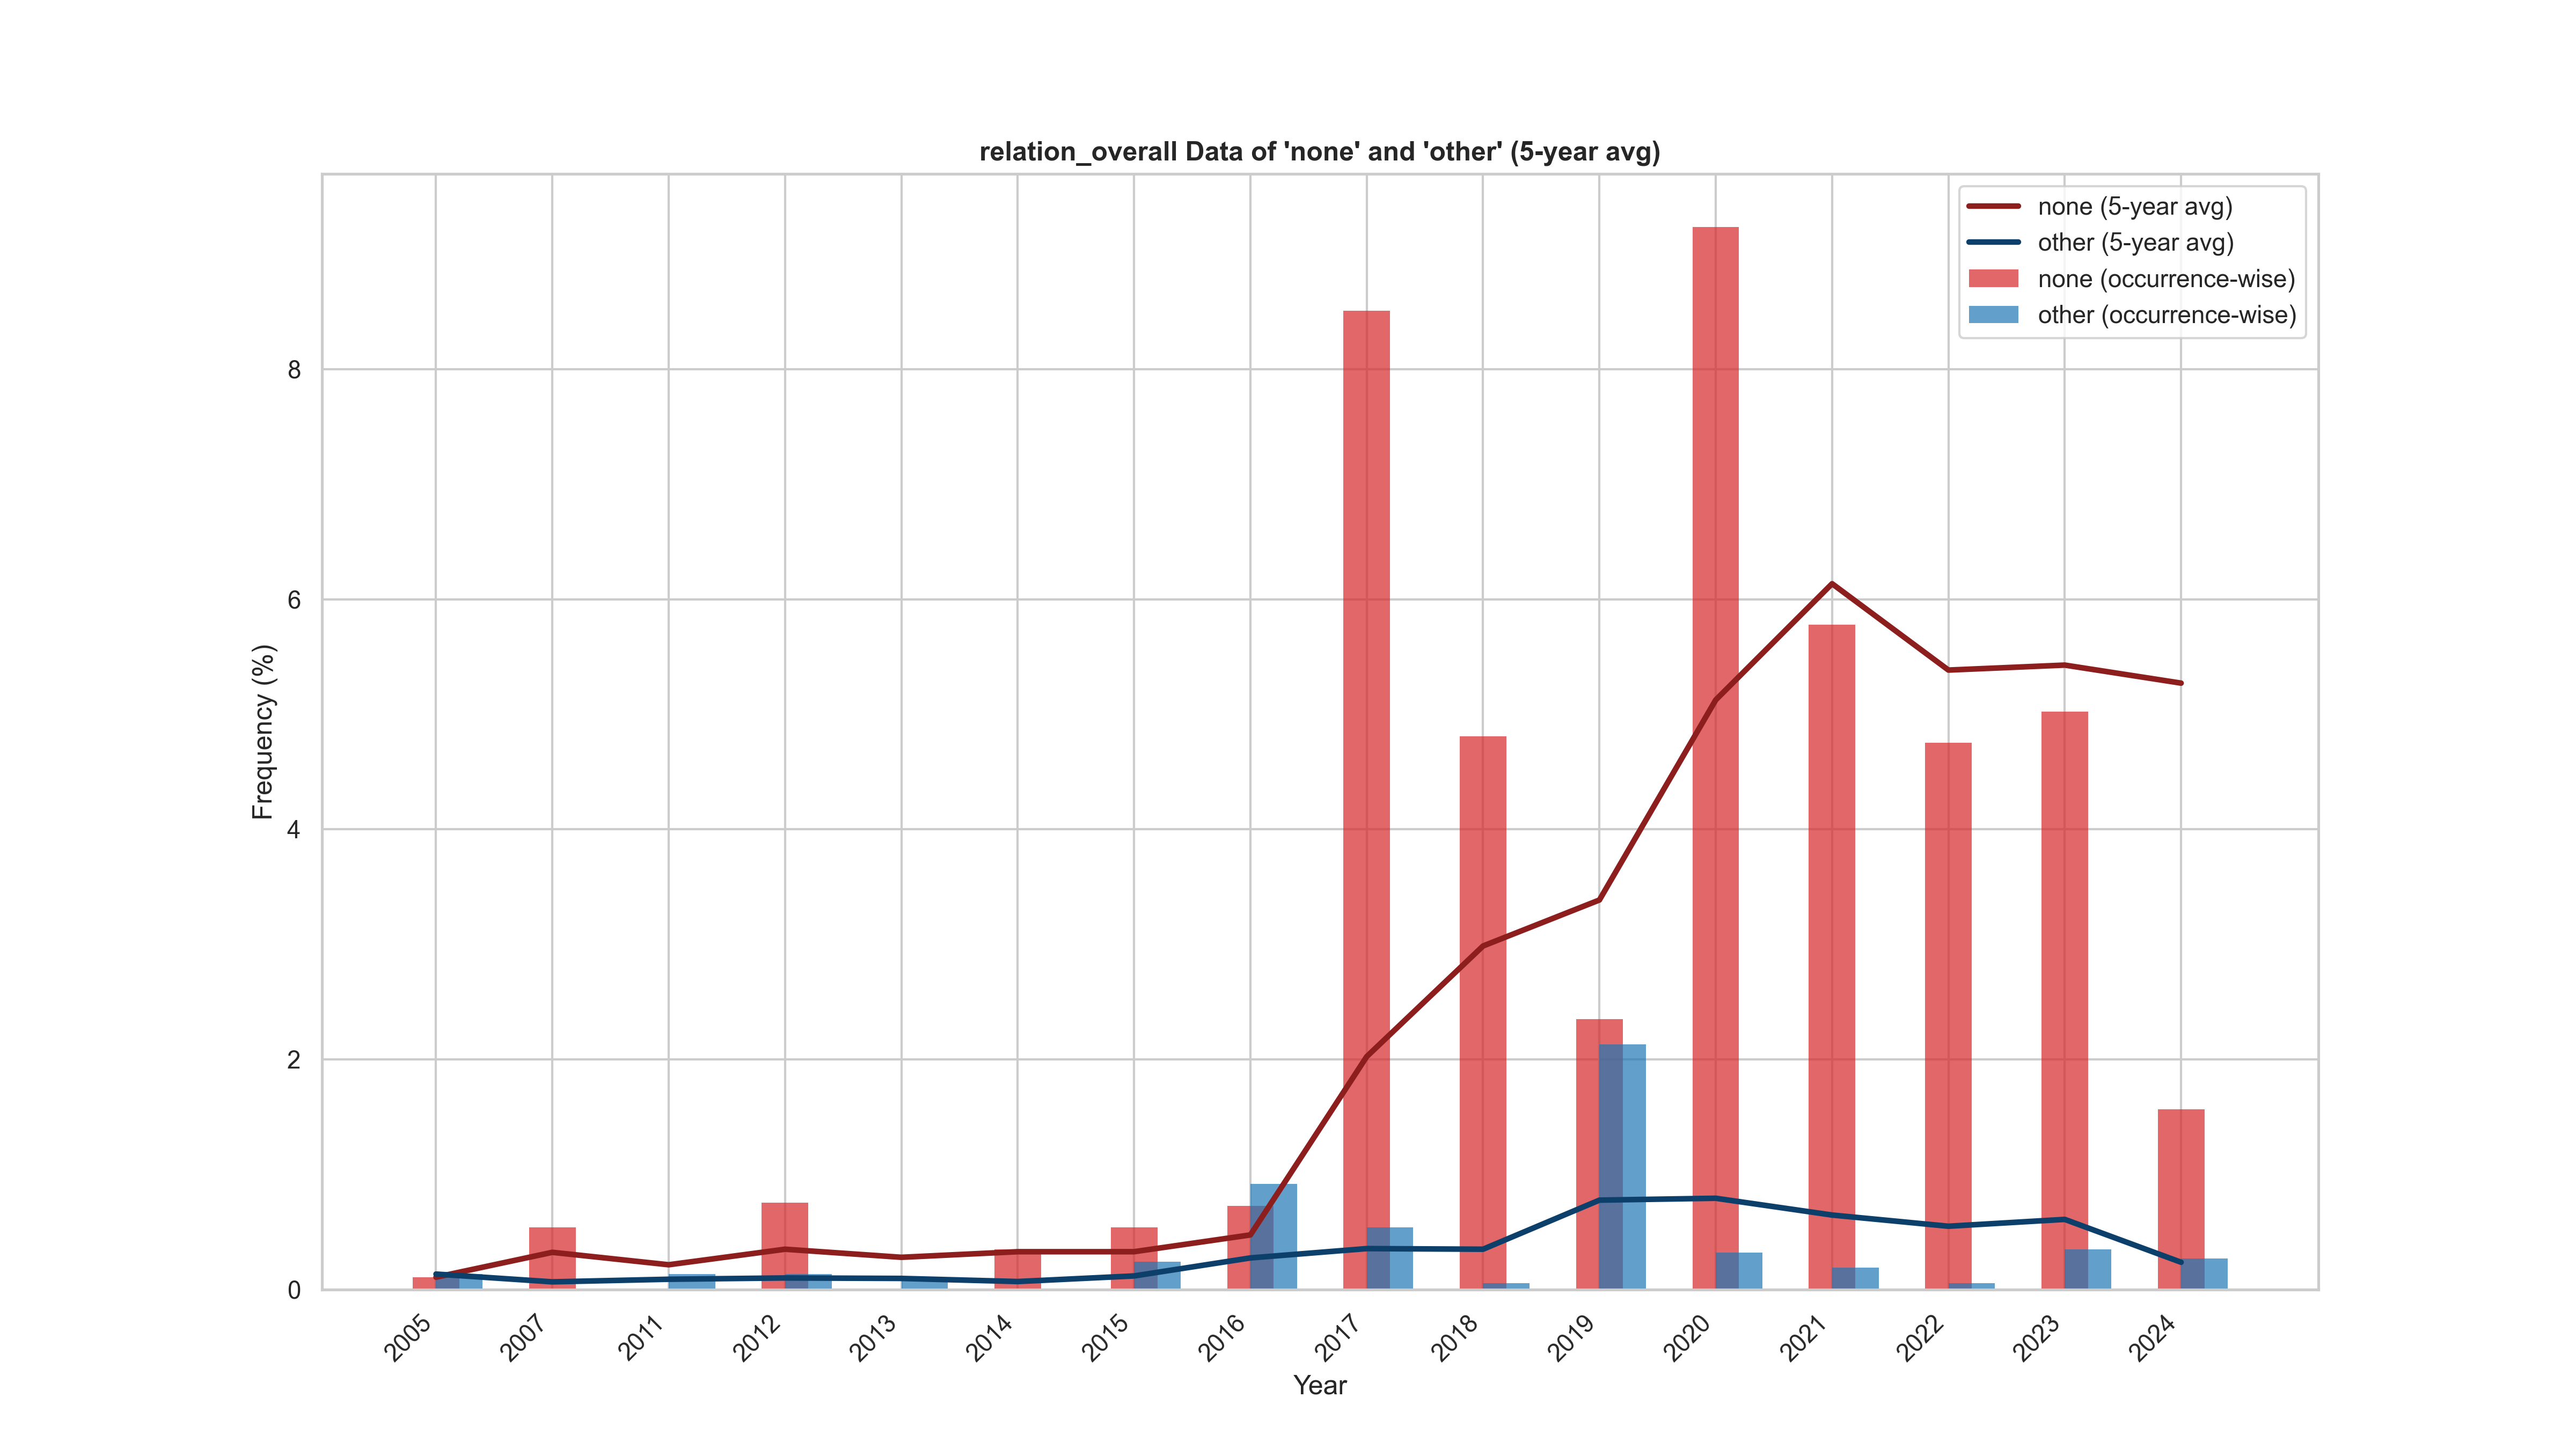 relation_overall Data of 'none' and 'other' (5-year avg)
none (5-year avg)
other (5-year avg)
none (occurrence-wise)
other (occurrence-wise)
Frequency (%)
8
6
4
2
0
2005 2007 2011 2012 2013 2014 2015 2016 2017 2018 2019 2020 2021 2022 2023 2024
Year